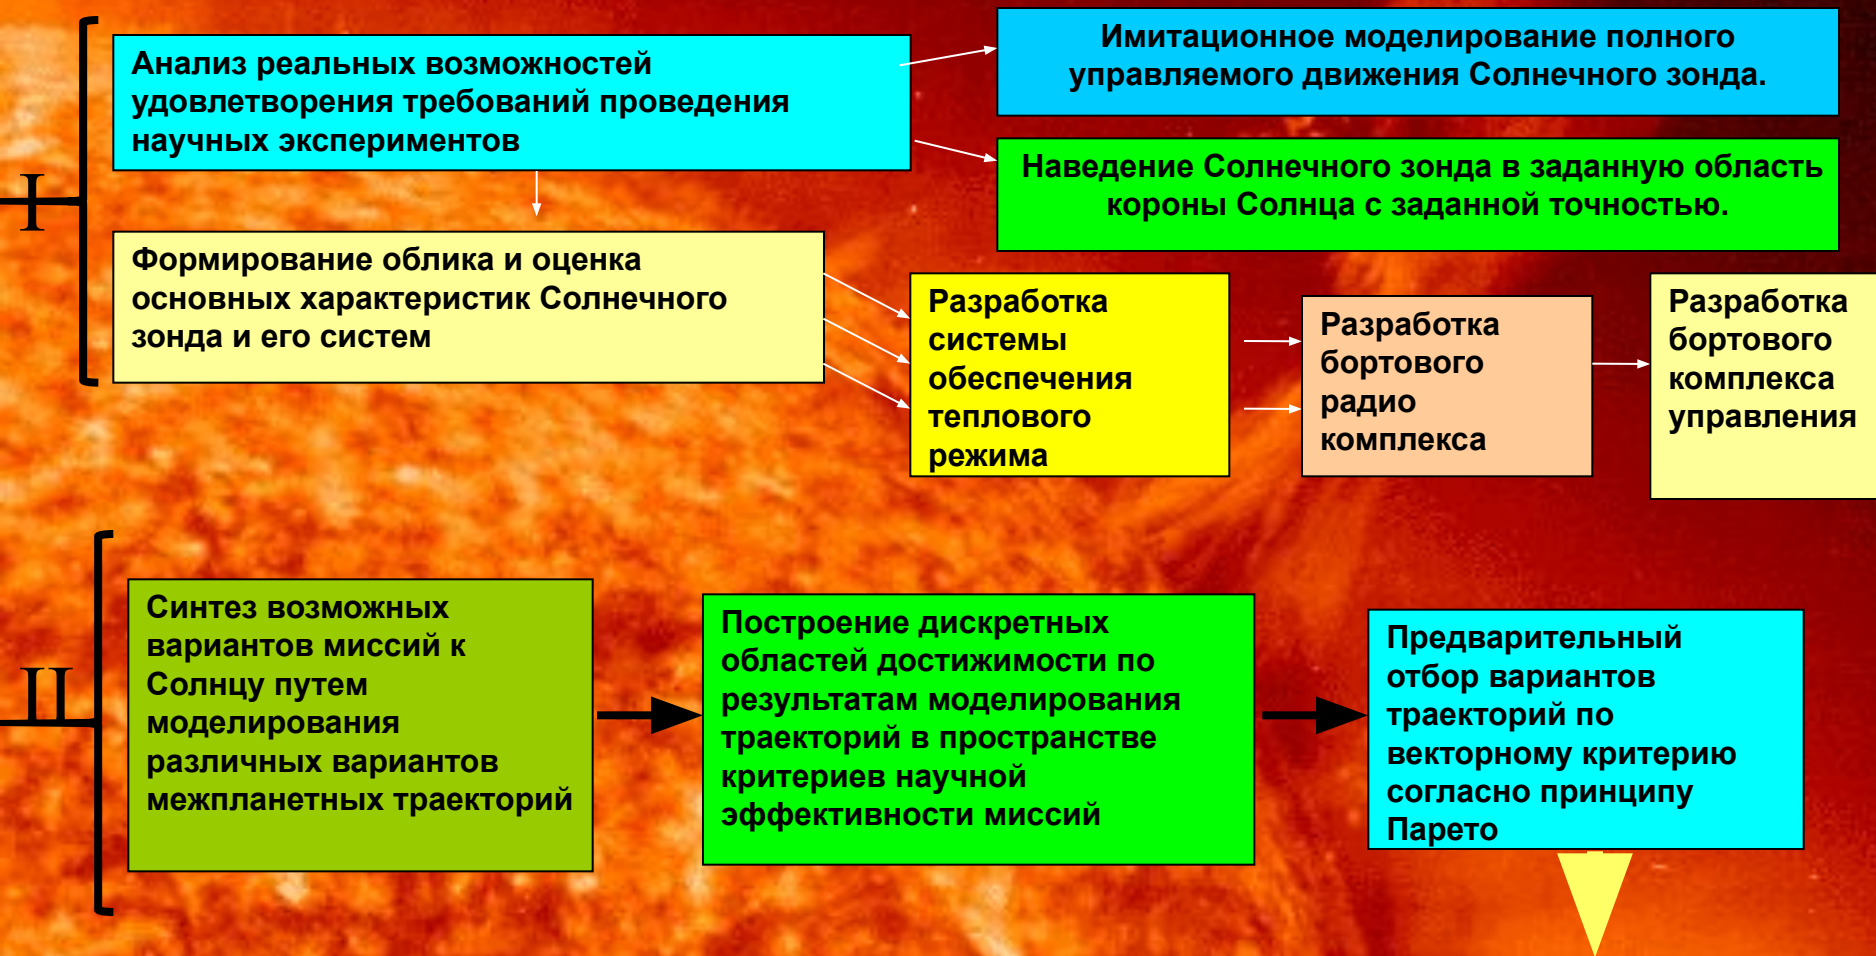 I
Анализ реальных возможностей
удовлетворения требований проведения
научных экспериментов
Имитационное моделирование полного
управляемого движения Солнечного зонда.
Наведение Солнечного зонда в заданную область
короны Солнца с заданной точностью.
Формирование облика и оценка
основных характеристик Солнечного
зонда и его систем
Разработка
системы
обеспечения
теплового
режима
Разработка
бортового
радио
комплекса
Разработка
бортового
комплекса
управления
II
Синтез возможных
вариантов миссий к
Солнцу путем
моделирования
различных вариантов
межпланетных траекторий
Построение дискретных
областей достижимости по
результатам моделирования
траекторий в пространстве
критериев научной
эффективности миссий
Предварительный
отбор вариантов
траекторий по
векторному критерию
согласно принципу
Парето